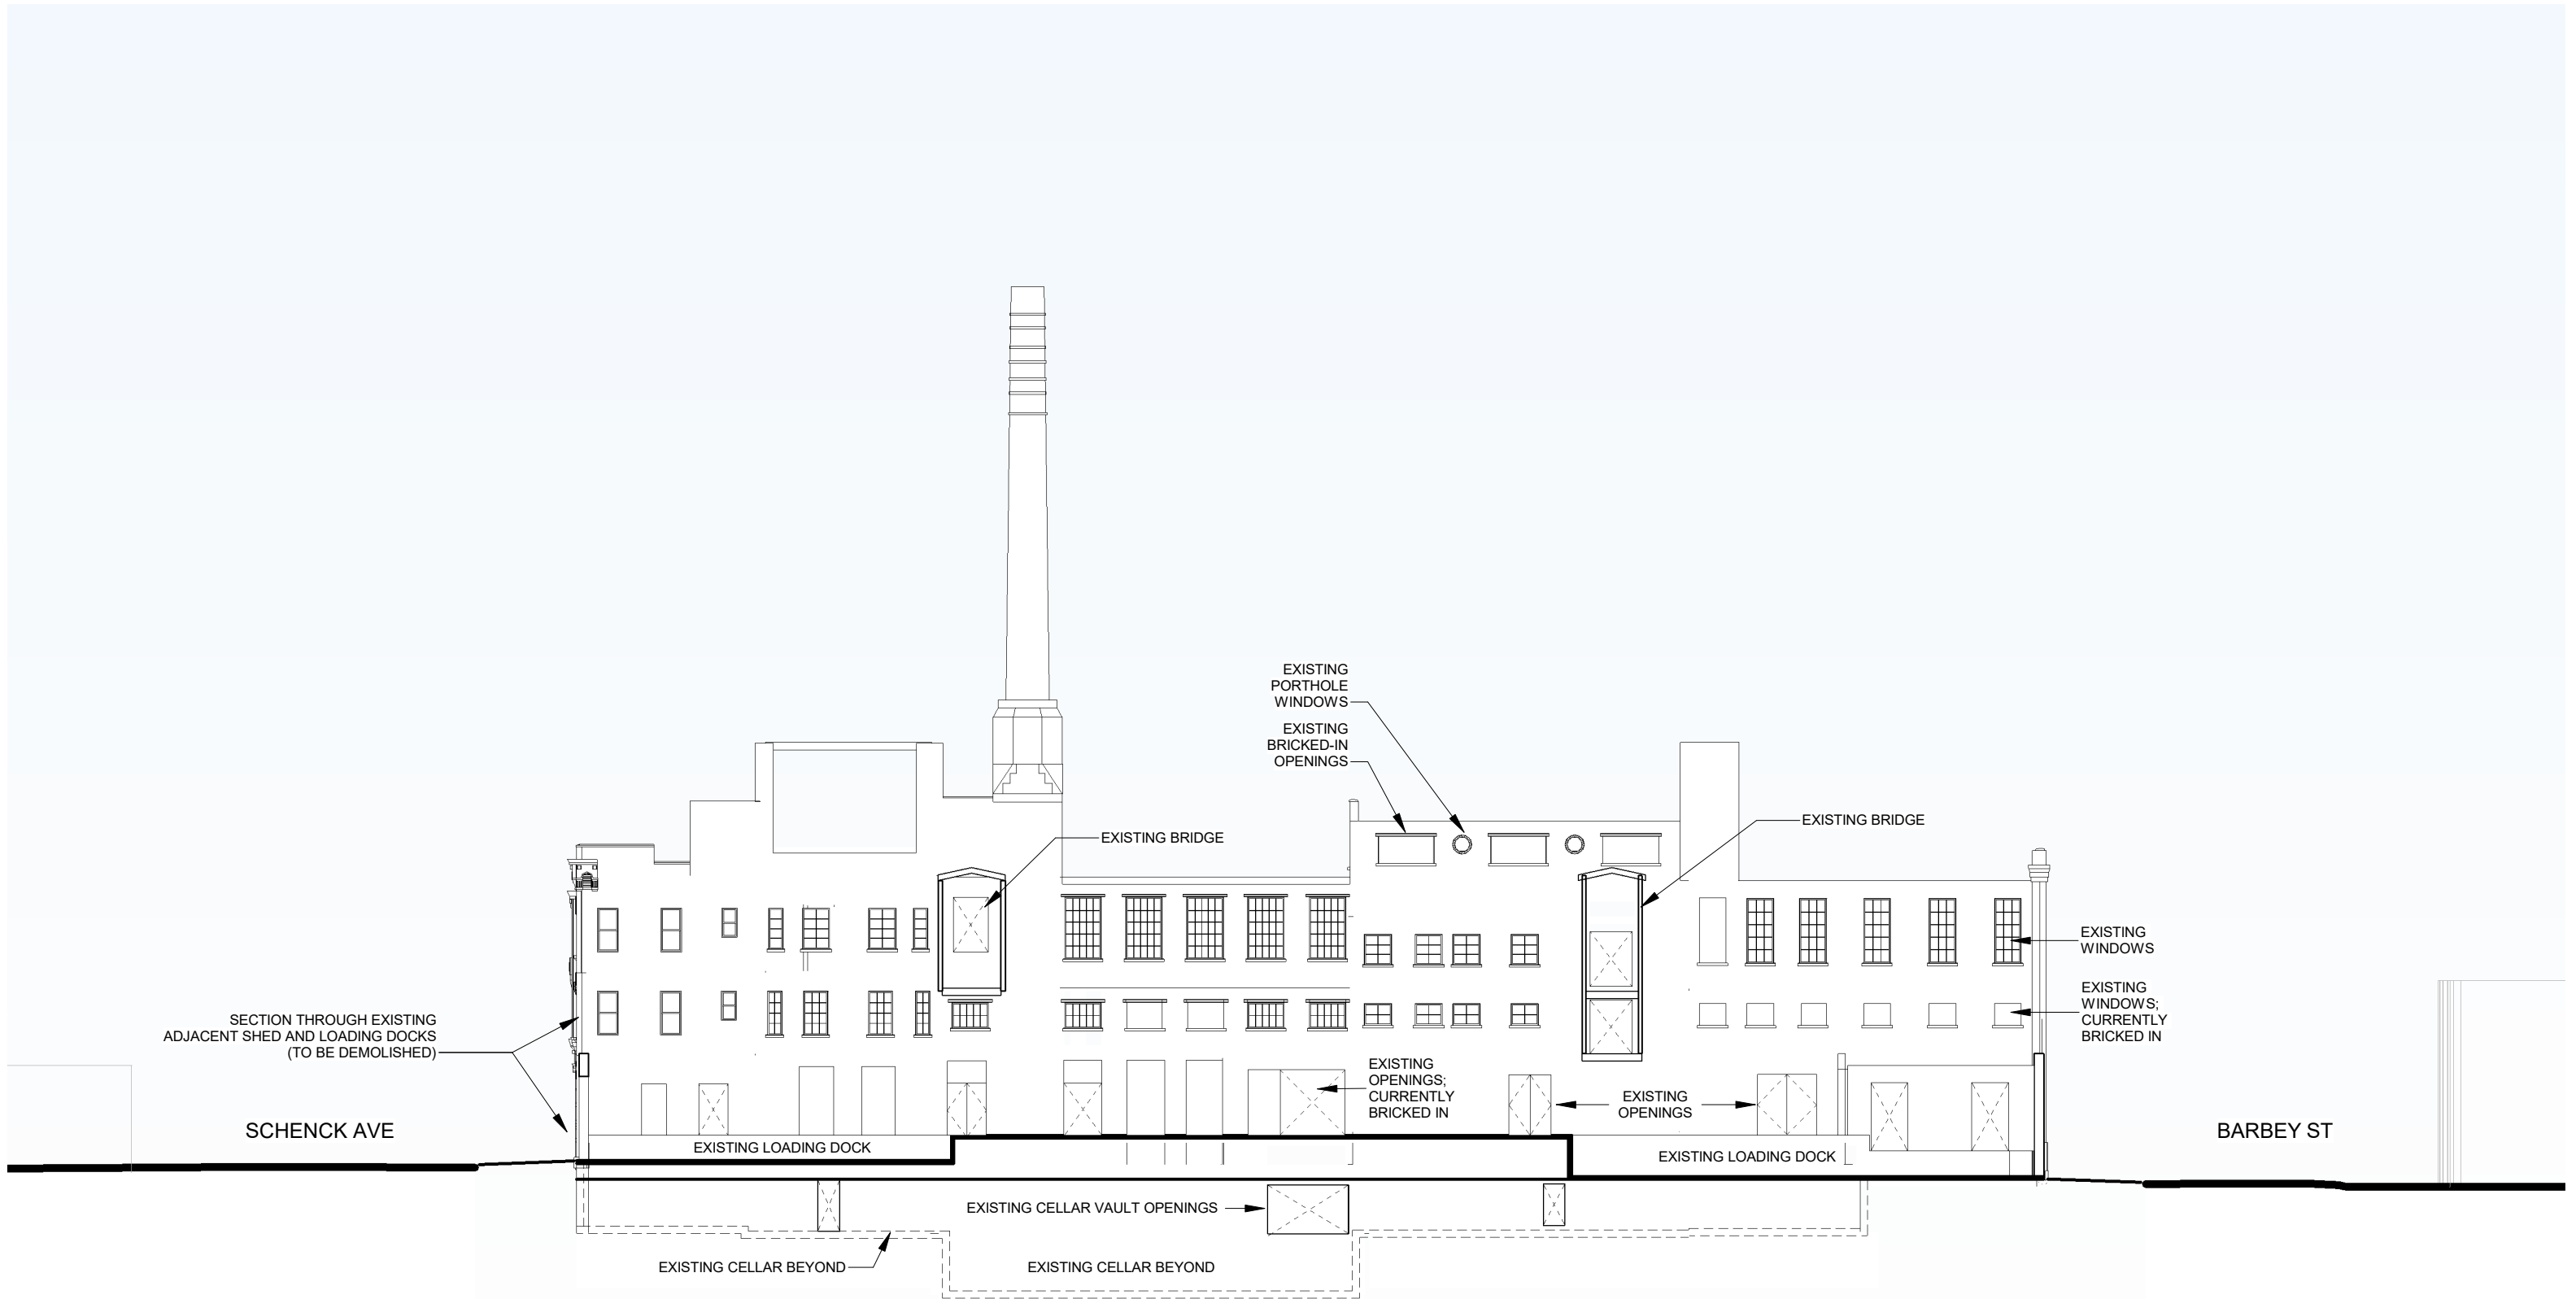 EXISTING
PORTHOLE
WINDOWS
EXISTING
BRICKED-IN
OPENINGS
EXISTING BRIDGE
EXISTING BRIDGE
EXISTING
WINDOWS
EXISTING
WINDOWS;
CURRENTLY
BRICKED IN
SECTION THROUGH EXISTING
ADJACENT SHED AND LOADING DOCKS
(TO BE DEMOLISHED)
EXISTING
OPENINGS;
CURRENTLY
BRICKED IN
EXISTING
OPENINGS
SCHENCK AVE
BARBEY ST
EXISTING LOADING DOCK
EXISTING LOADING DOCK
EXISTING CELLAR VAULT OPENINGS
EXISTING CELLAR BEYOND
EXISTING CELLAR BEYOND